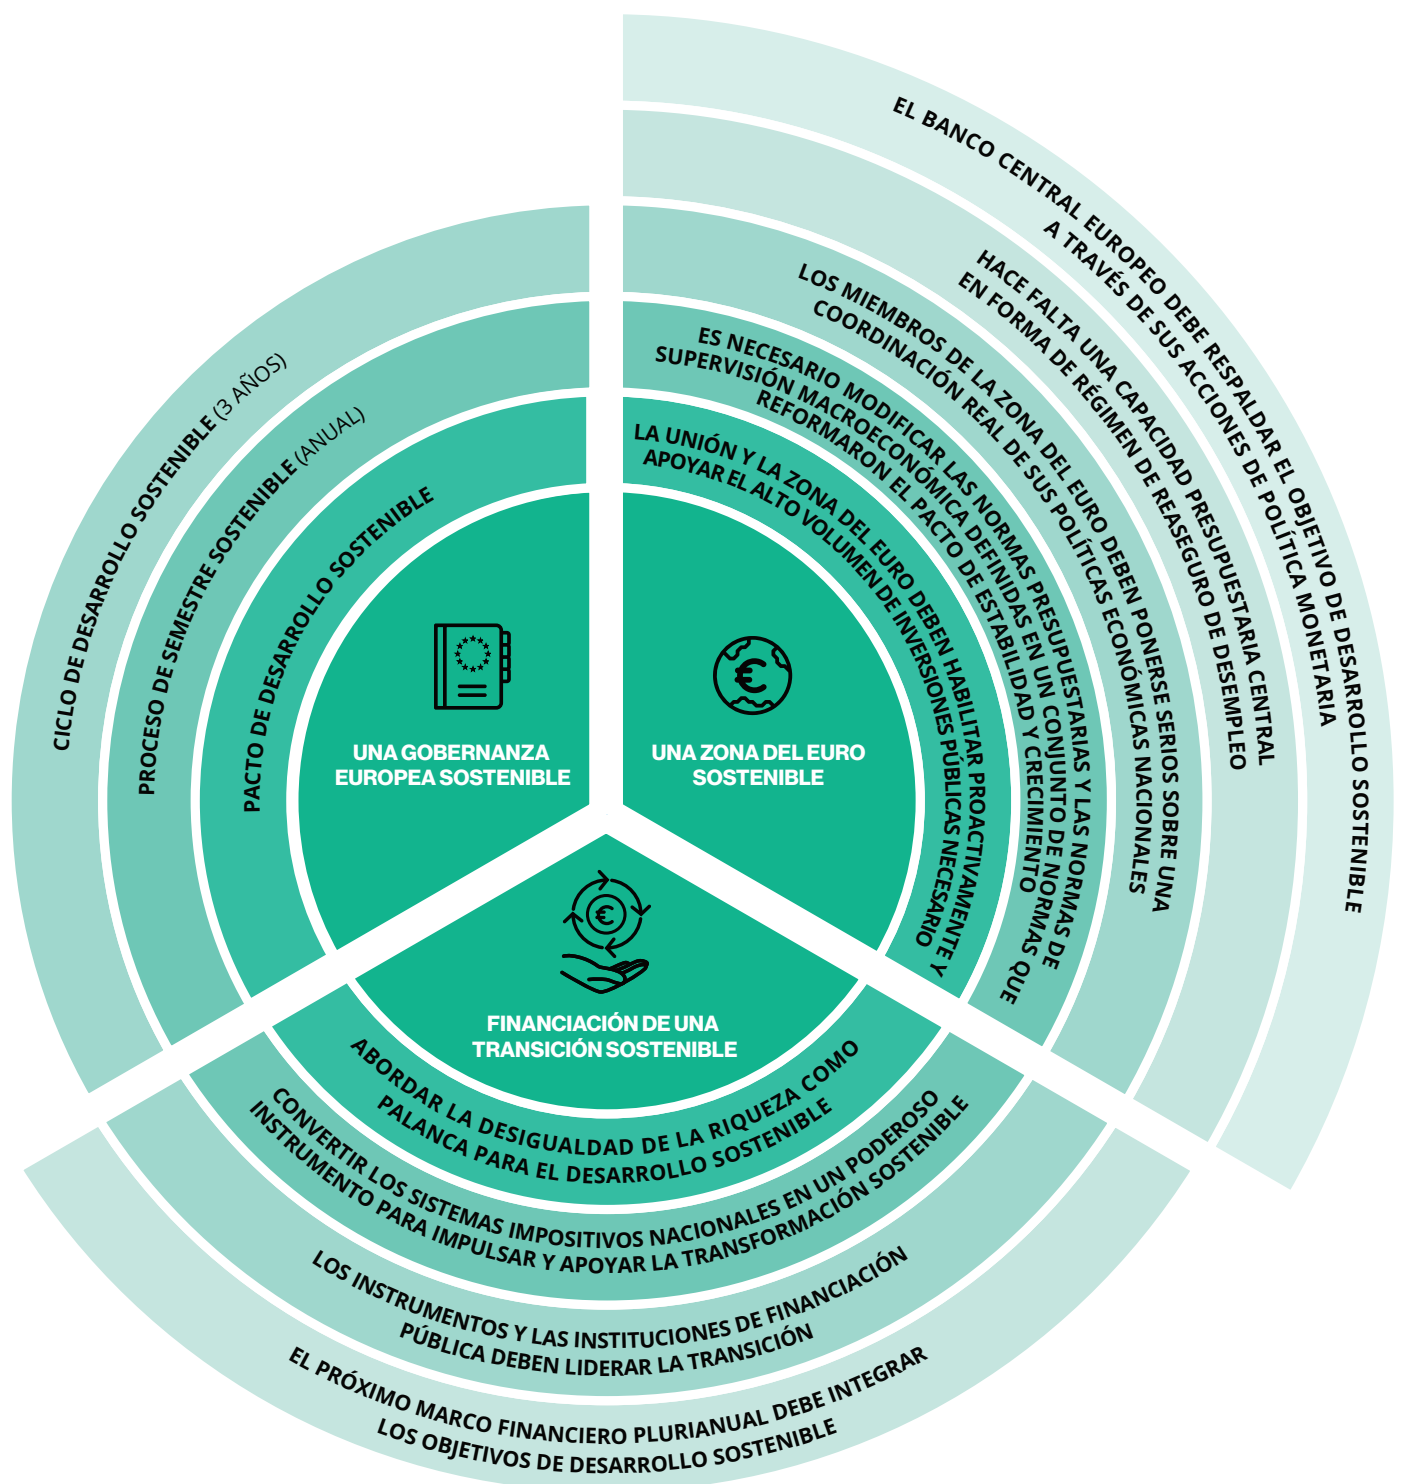 UNA GOBERNANZA
EUROPEA SOSTENIBLE
PACTO DE DESARROLLO SOSTENIBLE
PROCESO DE SEMESTRE SOSTENIBLE (ANUAL)
CICLO DE DESARROLLO SOSTENIBLE (3 AÑOS)
UNA ZONA DEL EURO
SOSTENIBLE
LA UNIÓN Y LA ZONA DEL EURO DEBEN HABILITAR PROACTIVAMENTE Y
APOYAR EL ALTO VOLUMEN DE INVERSIONES PÚBLICAS NECESARIO
ES NECESARIO MODIFICAR LAS NORMAS PRESUPUESTARIAS Y LAS NORMAS DE
SUPERVISIÓN MACROECONÓMICA DEFINIDAS EN UN CONJUNTO DE NORMAS QUE
REFORMARON EL PACTO DE ESTABILIDAD Y CRECIMIENTO
LOS MIEMBROS DE LA ZONA DEL EURO DEBEN PONERSE SERIOS SOBRE UNA
COORDINACIÓN REAL DE SUS POLÍTICAS ECONÓMICAS NACIONALES
HACE FALTA UNA CAPACIDAD PRESUPUESTARIA CENTRAL
EN FORMA DE RÉGIMEN DE REASEGURO DE DESEMPLEO
EL BANCO CENTRAL EUROPEO DEBE RESPALDAR EL OBJETIVO DE DESARROLLO SOSTENIBLE
A TRAVÉS DE SUS ACCIONES DE POLÍTICA MONETARIA
FINANCIACIÓN DE UNA
TRANSICIÓN SOSTENIBLE
ABORDAR LA DESIGUALDAD DE LA RIQUEZA COMO
PALANCA PARA EL DESARROLLO SOSTENIBLE
CONVERTIR LOS SISTEMAS IMPOSITIVOS NACIONALES EN UN PODEROSO
INSTRUMENTO PARA IMPULSAR Y APOYAR LA TRANSFORMACIÓN SOSTENIBLE
LOS INSTRUMENTOS Y LAS INSTITUCIONES DE FINANCIACIÓN
PÚBLICA DEBEN LIDERAR LA TRANSICIÓN
EL PRÓXIMO MARCO FINANCIERO PLURIANUAL DEBE INTEGRAR
LOS OBJETIVOS DE DESARROLLO SOSTENIBLE